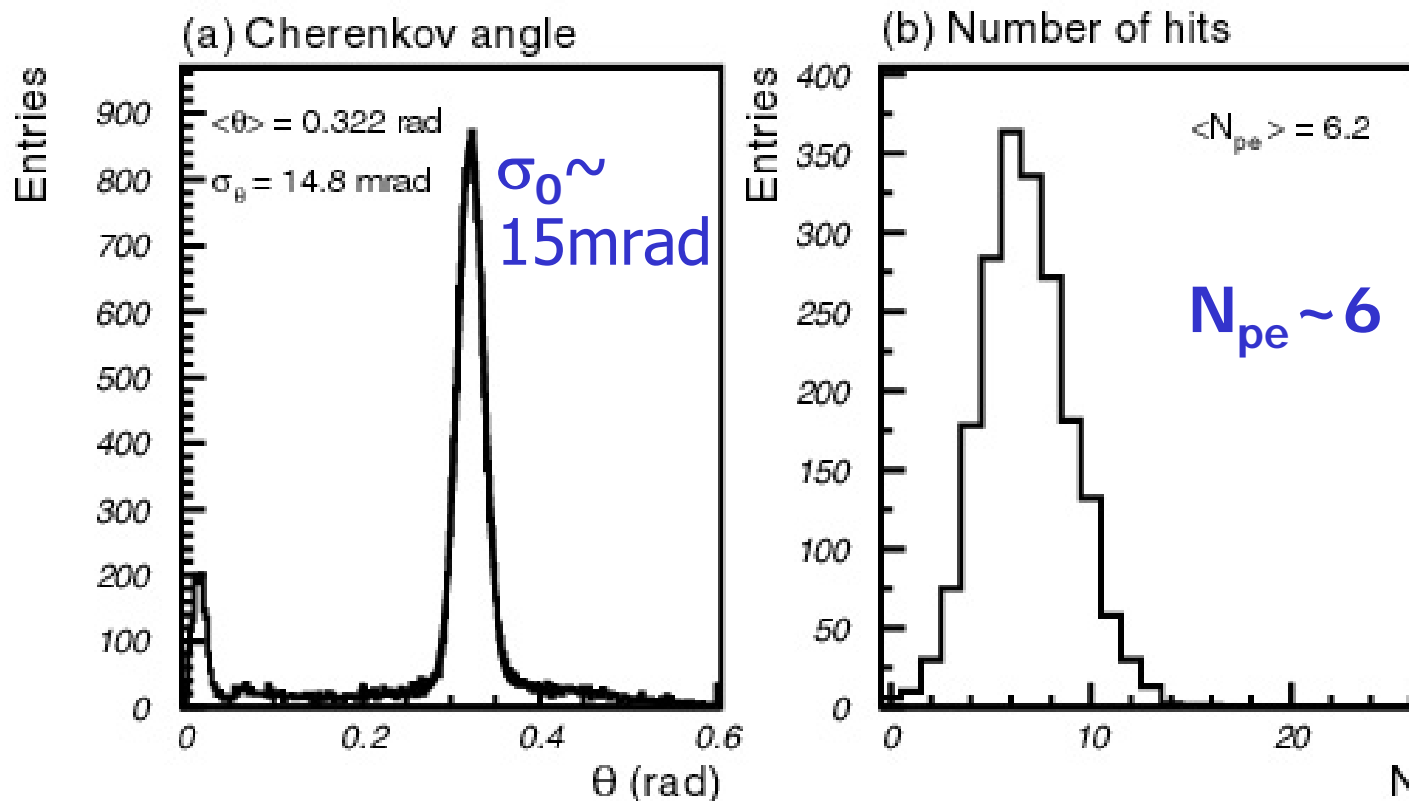 (a) Cherenkov angle
Entries
900
800
700
600
500
400
300
200
100
0
<θ> = 0.322 rad
σθ = 14.8 mrad
σ0~
15mrad
0 0.2 0.4 0.6
θ (rad)
(b) Number of hits
Entries
400
350
300
250
200
150
100
50
0
<Npe> = 6.2
Npe ~ 6
0 10 20
N